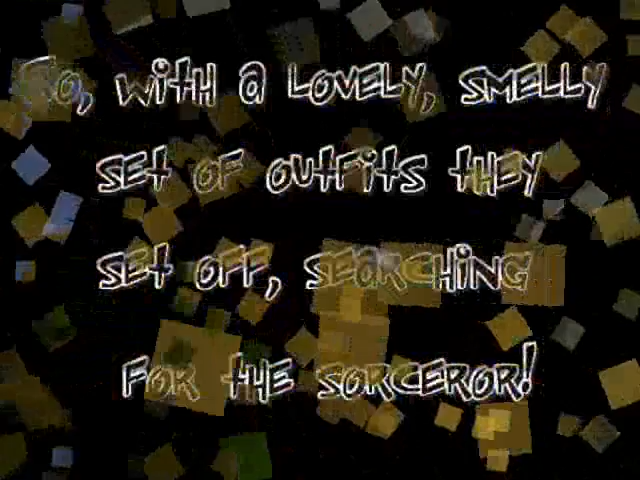 So, with a lovely, smelly
set of outfits they
set off, searching
for the sorceror!